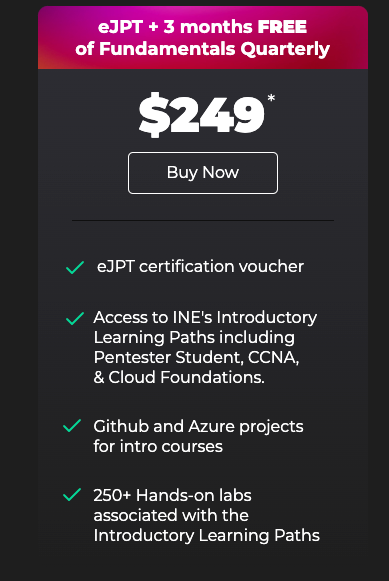 eJPT + 3 months FREE
of Fundamentals Quarterly
$249*
Buy Now
eJPT certification voucher
Access to INE's Introductory
Learning Paths including
Pentester Student, CCNA,
& Cloud Foundations.
Github and Azure projects
for intro courses
250+ Hands-on labs
associated with the
Introductory Learning Paths